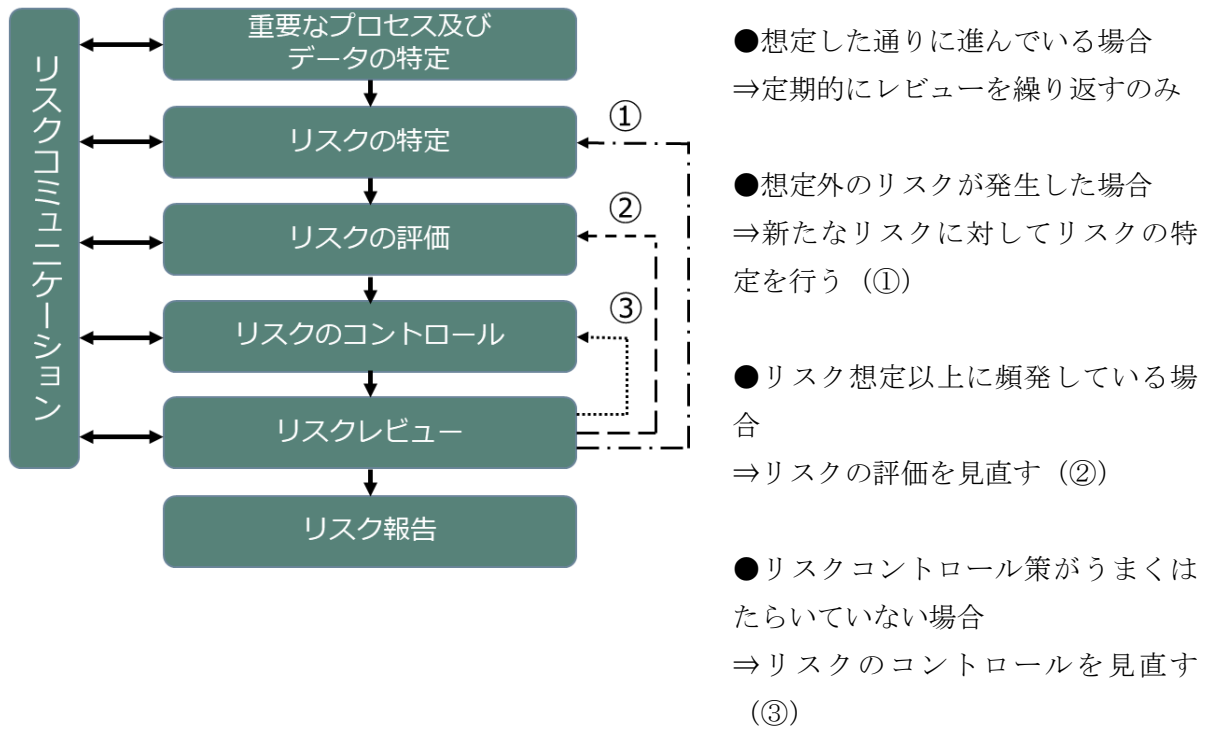 リスクコミュニケーション
重要なプロセス及び
データの特定
リスクの特定
リスクの評価
リスクのコントロール
リスクレビュー
リスク報告
①
②
③
●想定した通りに進んでいる場合
⇒定期的にレビューを繰り返すのみ
●想定外のリスクが発生した場合
⇒新たなリスクに対してリスクの特
定を行う（①）
●リスク想定以上に頻発している場
合
⇒リスクの評価を見直す（②）
●リスクコントロール策がうまくは
たらいていない場合
⇒リスクのコントロールを見直す
（③）